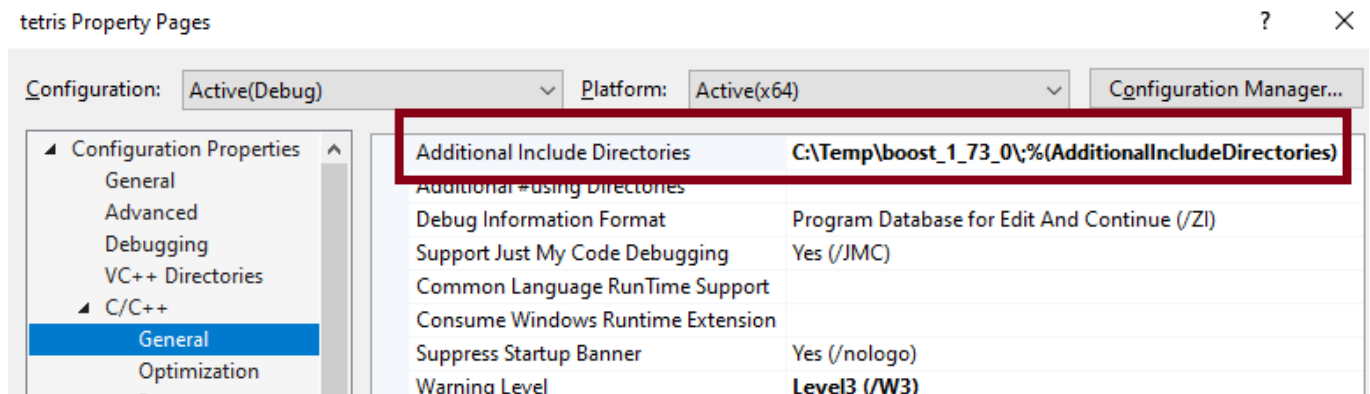 tetris Property Pages ? ×
Configuration: Active(Debug) Platform: Active(x64) Configuration Manager...
Configuration Properties
General
Advanced
Debugging
VC++ Directories
C/C++
General
Optimization
Additional Include Directories C:\Temp\boost_1_73_0\;%(AdditionalIncludeDirectories)
Additional #using Directories
Debug Information Format Program Database for Edit And Continue (/ZI)
Support Just My Code Debugging Yes (/JMC)
Common Language RunTime Support
Consume Windows Runtime Extension
Suppress Startup Banner Yes (/nologo)
Warning Level Level3 (/W3)